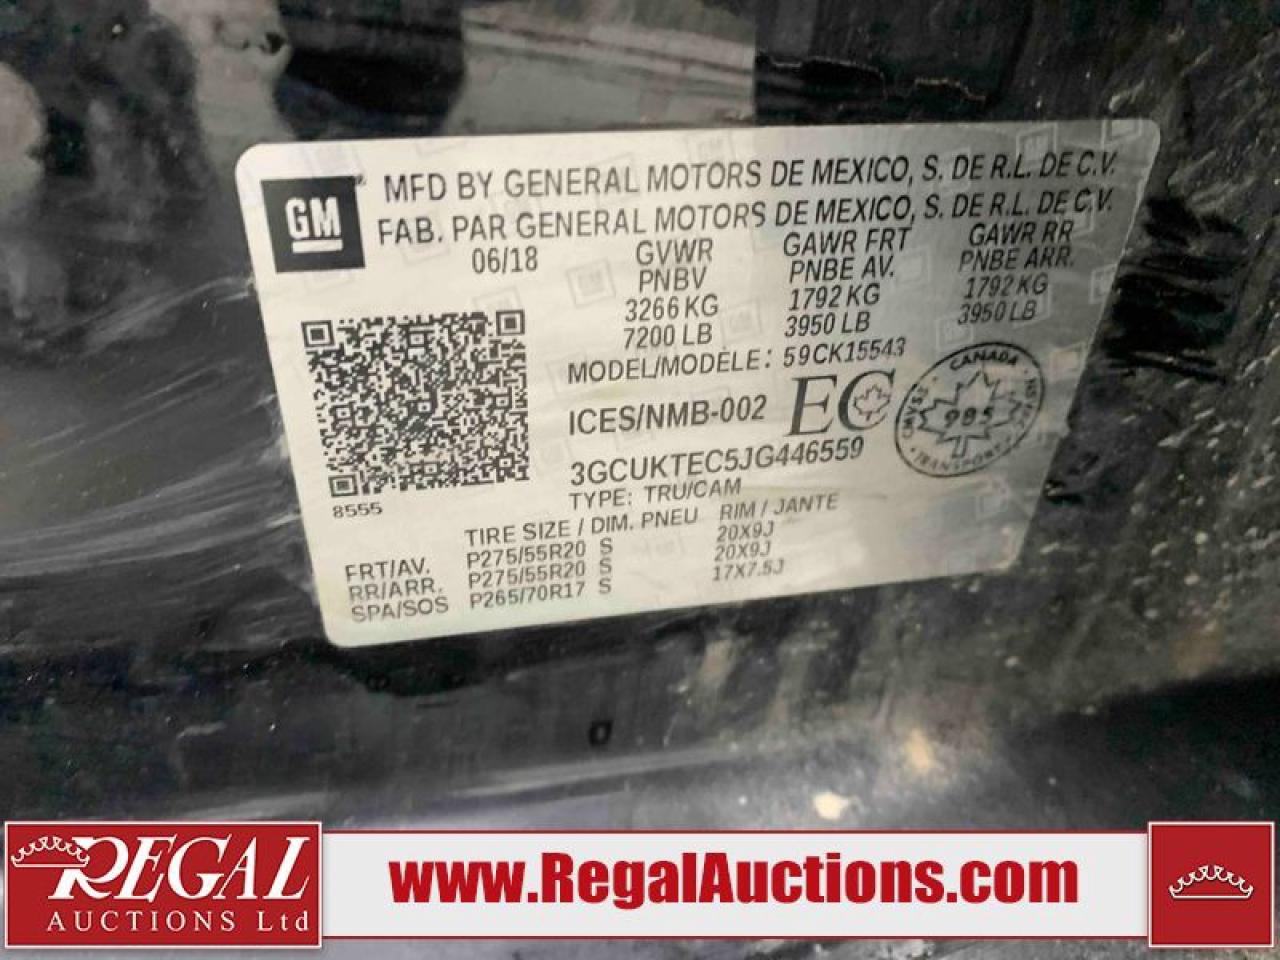 GM
MFD BY GENERAL MOTORS DE MEXICO, S. DE R.L. DE C.V.
FAB. PAR GENERAL MOTORS DE MEXICO, S. DE R.L. DE C.V.
06/18 GVWR GAWR FRT GAWR RR
PNBV PNBE AV. PNBE ARR.
3266 KG 1792 KG 1792 KG
7200 LB 3950 LB 3950 LB
MODEL/MODÈLE: 59CK15543
ICES/NMB-002 EC
CANADA
985
TRANSPORT
3GCUKTEC5JG446559
TYPE: TRU/CAM
8555
TIRE SIZE / DIM. PNEU RIM / JANTE
FRT/AV. P275/55R20 S 20X9J
RR/ARR. P275/55R20 S 20X9J
SPA/SOS P265/70R17 S 17X7.5J
REGAL
AUCTIONS Ltd
www.RegalAuctions.com